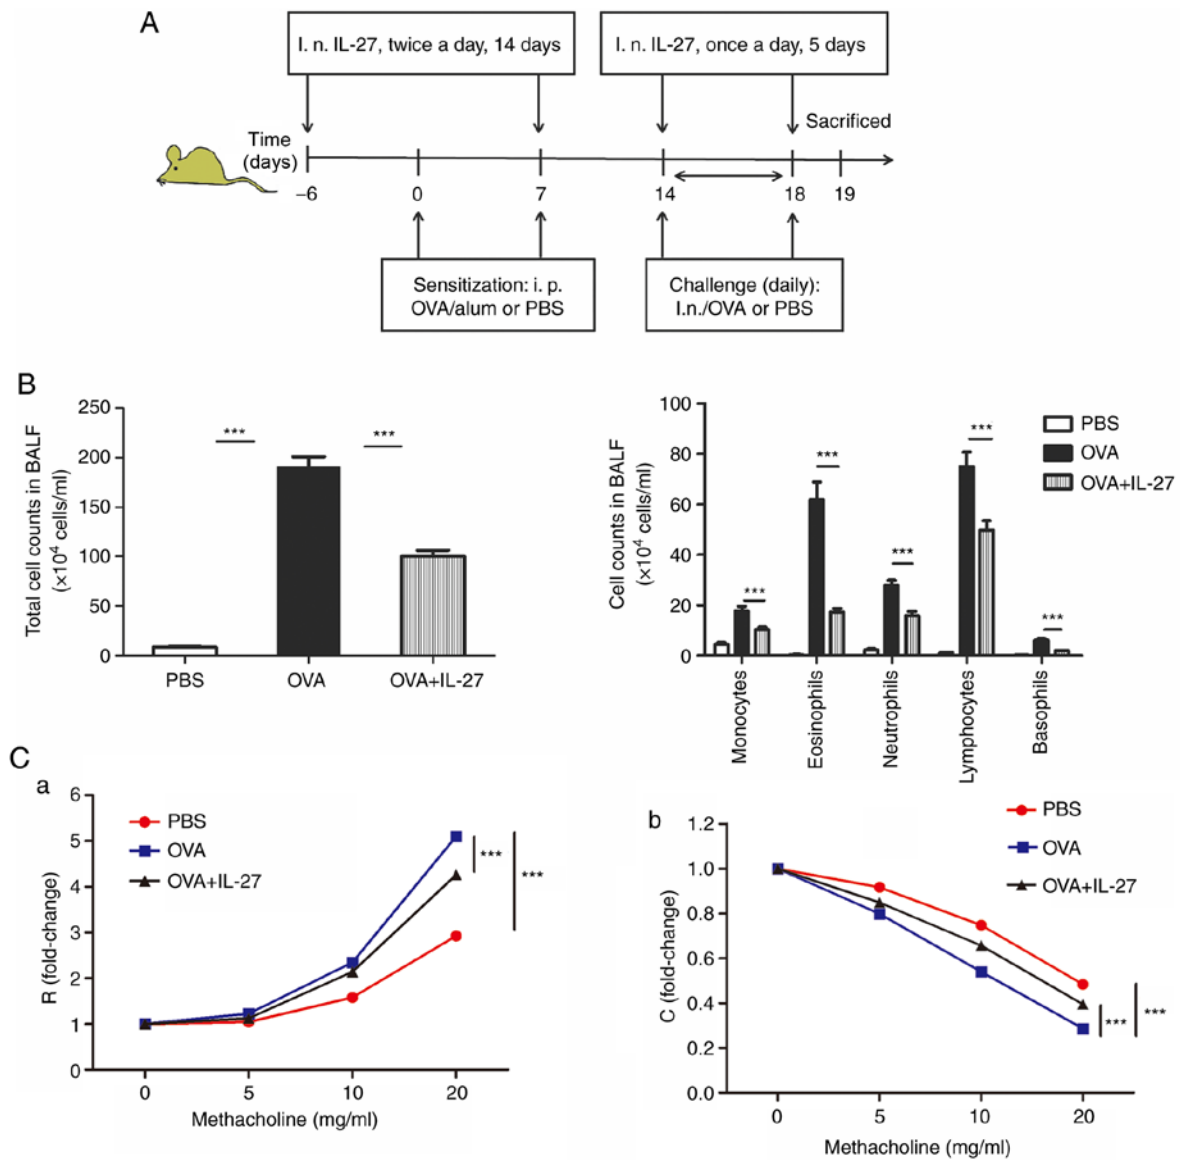 A
I. n. IL-27, twice a day, 14 days
I. n. IL-27, once a day, 5 days
Sacrificed
Time
(days)
–6
0
7
14
18
19
Sensitization: i. p.
OVA/alum or PBS
Challenge (daily):
I.n./OVA or PBS
B
Total cell counts in BALF
(×10⁴ cells/ml)
250
200
150
100
50
0
***
***
PBS
OVA
OVA+IL-27
Cell counts in BALF
(×10⁴ cells/ml)
100
80
60
40
20
0
***
***
***
***
***
PBS
OVA
OVA+IL-27
Monocytes
Eosinophils
Neutrophils
Lymphocytes
Basophils
C
a
R (fold-change)
6
5
4
3
2
1
0
PBS
OVA
OVA+IL-27
***
***
0
5
10
20
Methacholine (mg/ml)
b
C (fold-change)
1.2
1.0
0.8
0.6
0.4
0.2
0.0
PBS
OVA
OVA+IL-27
***
***
0
5
10
20
Methacholine (mg/ml)